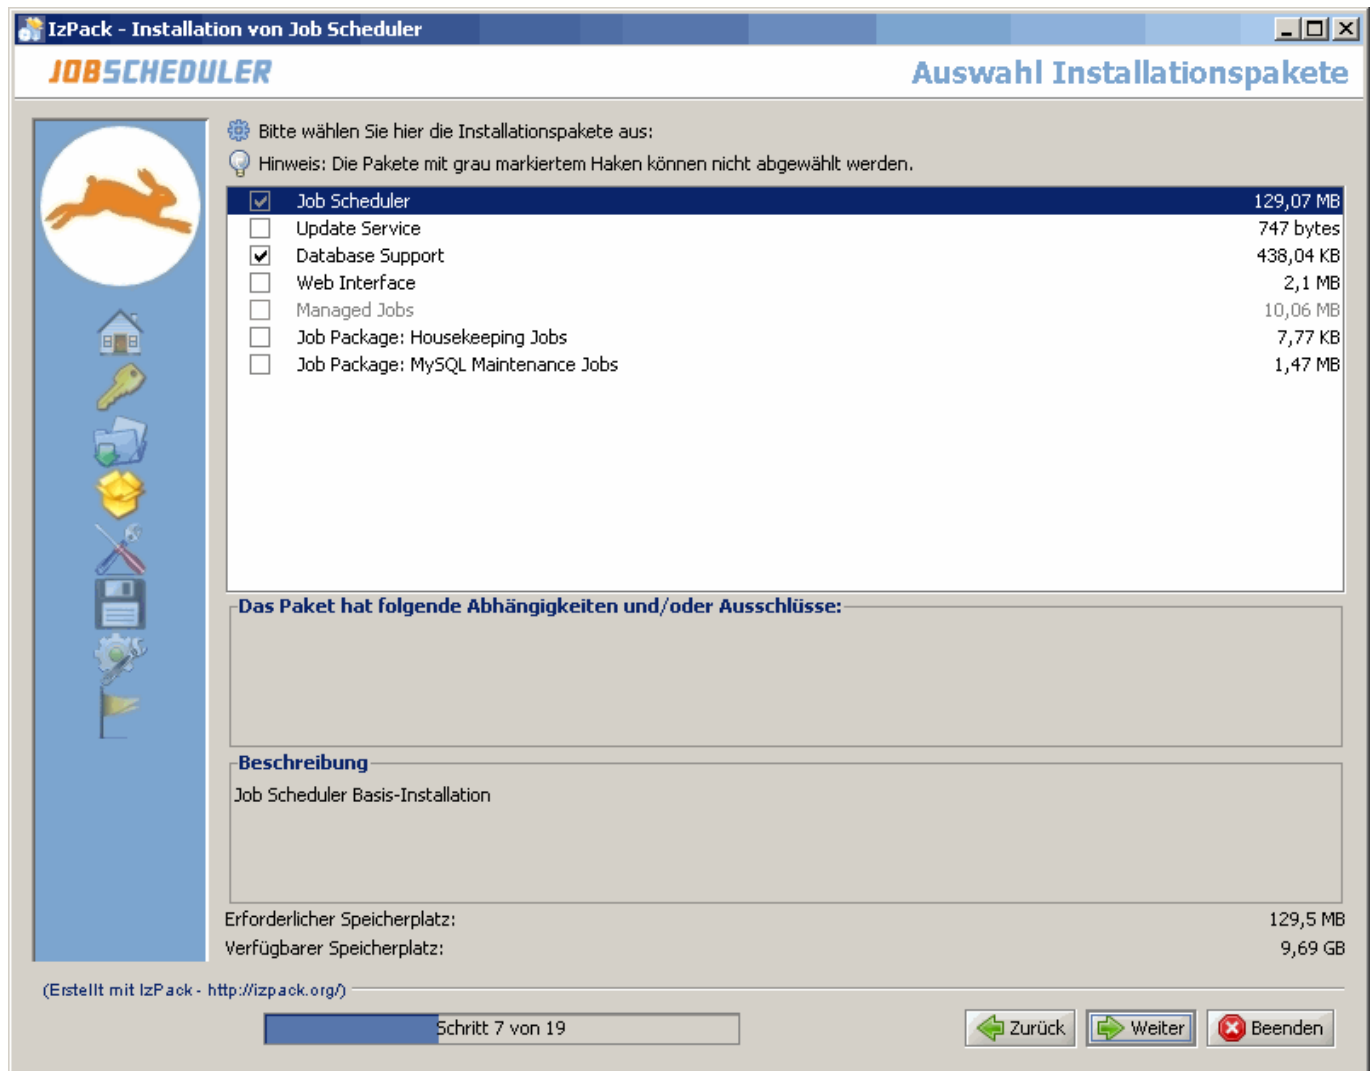 IzPack - Installation von Job Scheduler
JOBSCHEDULER
Auswahl Installationspakete
Bitte wählen Sie hier die Installationspakete aus:
Hinweis: Die Pakete mit grau markiertem Haken können nicht abgewählt werden.
Job Scheduler 129,07 MB
Update Service 747 bytes
Database Support 438,04 KB
Web Interface 2,1 MB
Managed Jobs 10,06 MB
Job Package: Housekeeping Jobs 7,77 KB
Job Package: MySQL Maintenance Jobs 1,47 MB
Das Paket hat folgende Abhängigkeiten und/oder Ausschlüsse:
Beschreibung
Job Scheduler Basis-Installation
Erforderlicher Speicherplatz: 129,5 MB
Verfügbarer Speicherplatz: 9,69 GB
(Erstellt mit IzPack - http://izpack.org/)
Schritt 7 von 19
Zurück
Weiter
Beenden